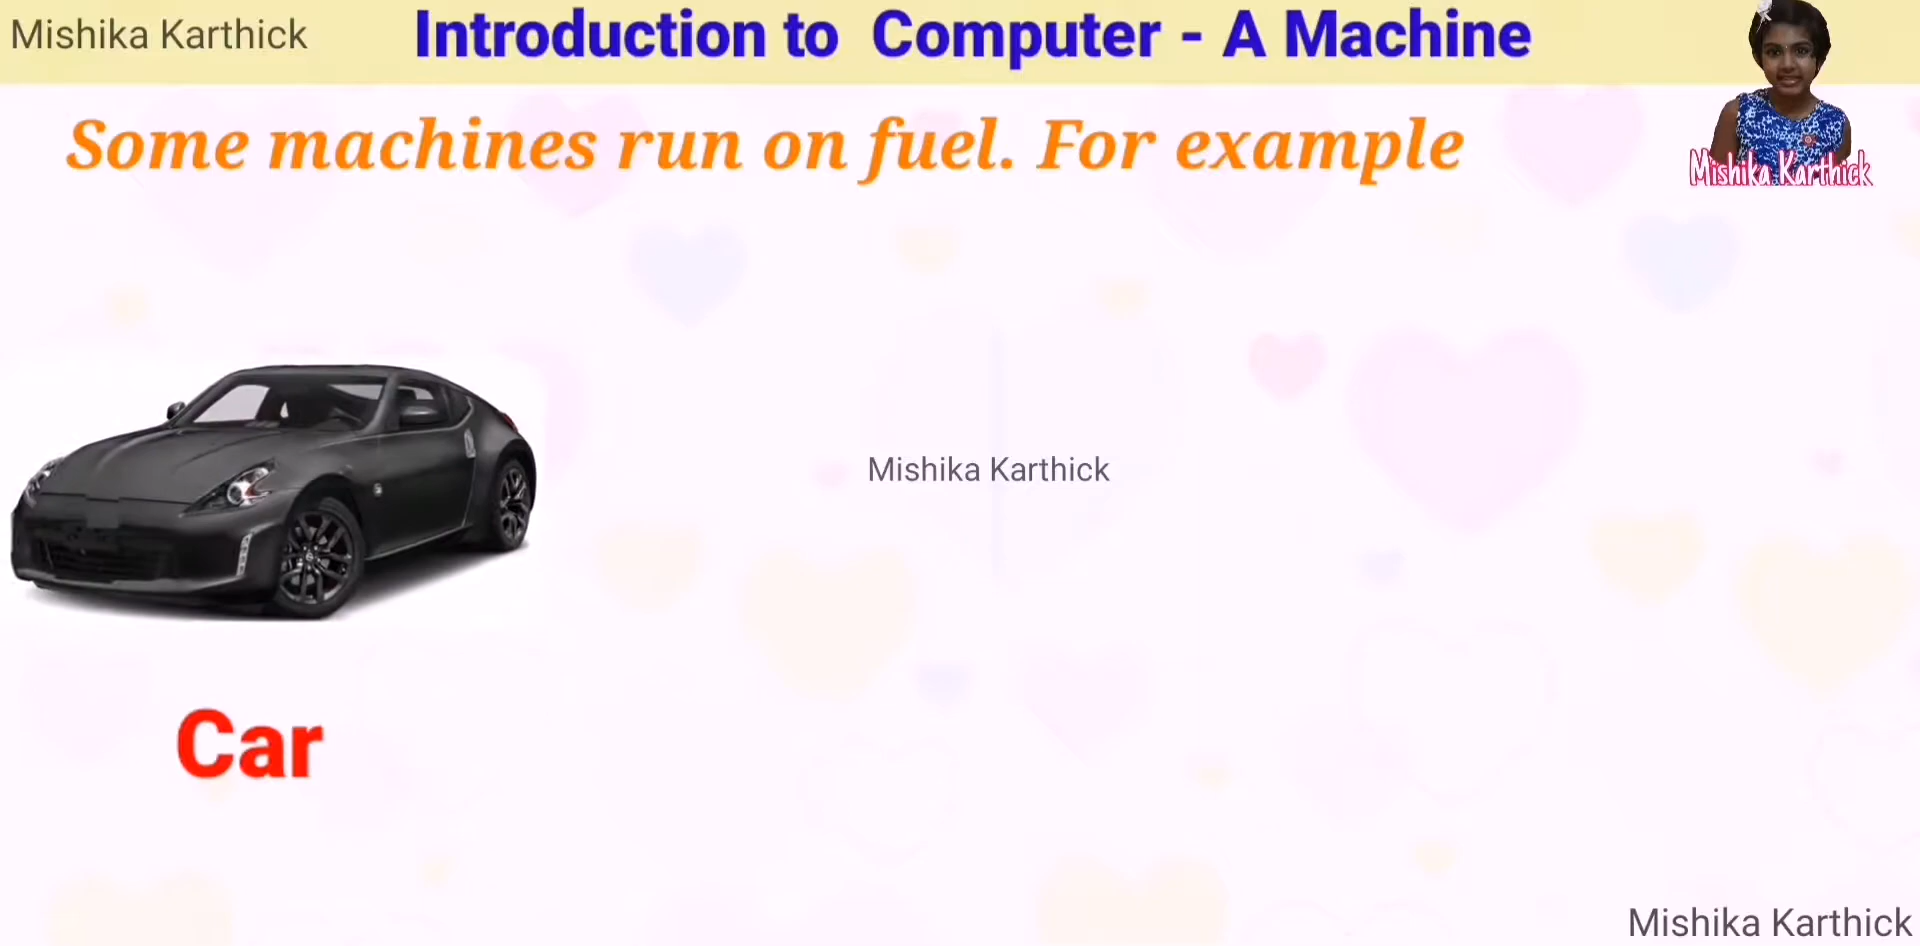 Mishika Karthick
Introduction to Computer - A Machine
Some machines run on fuel. For example
Mishika Karthick
Mishika Karthick
Car
Mishika Karthick